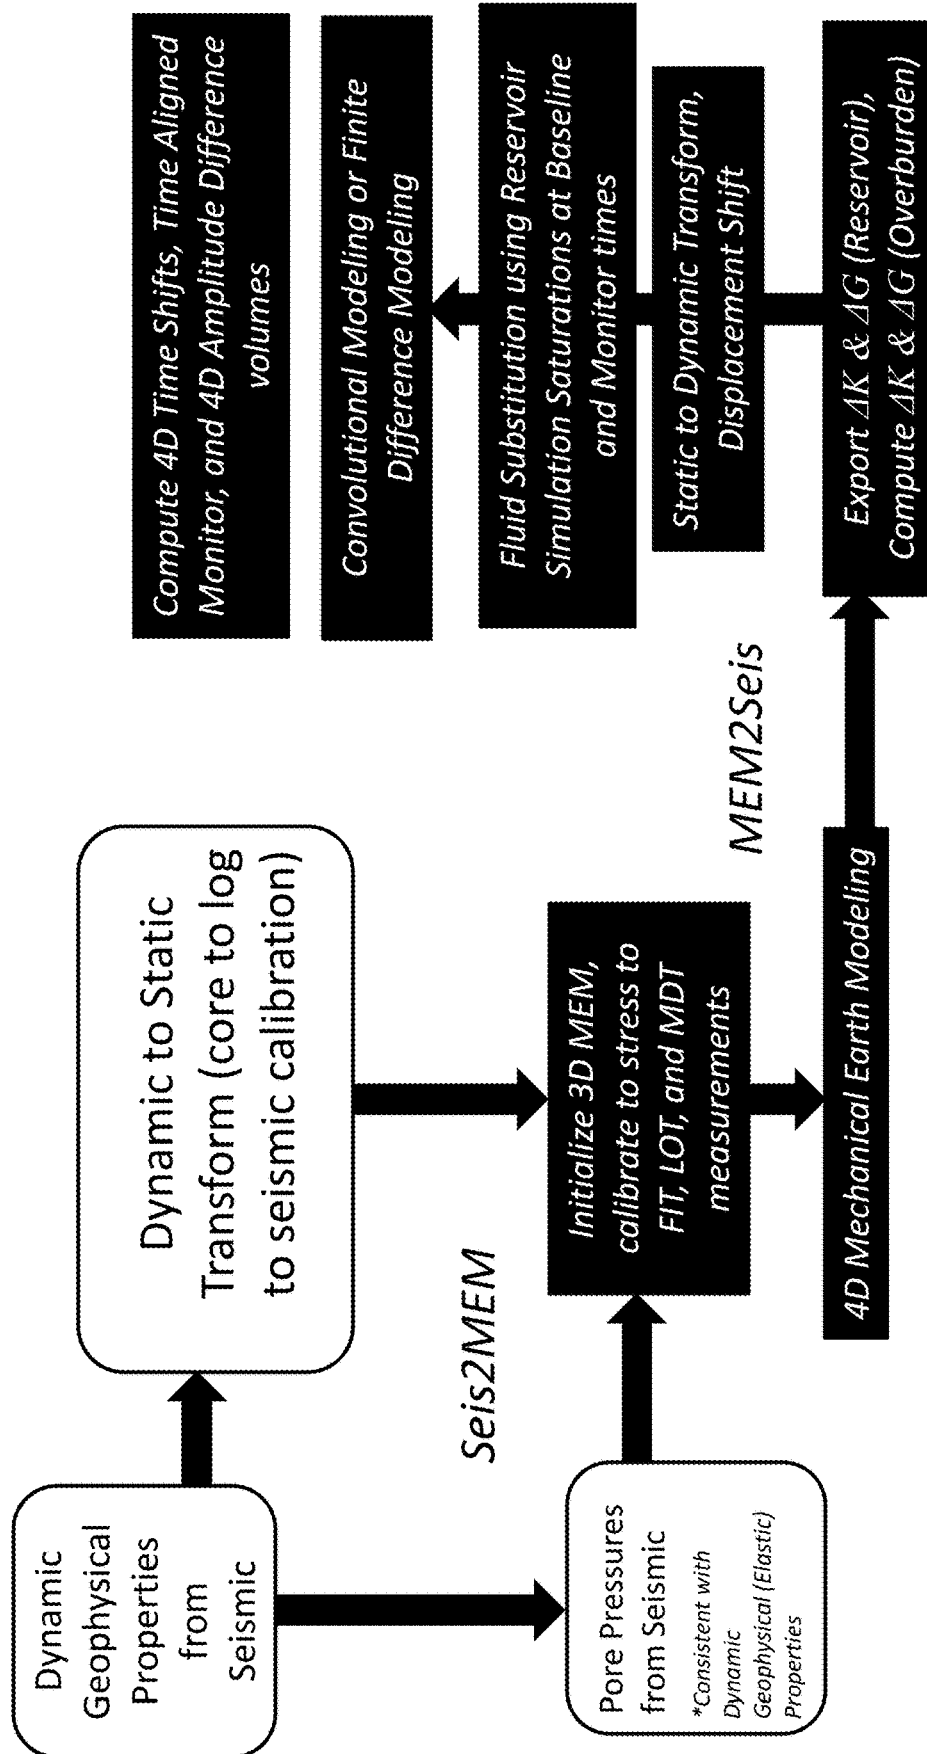 Dynamic
Geophysical
Properties
from
Seismic
Dynamic to Static
Transform (core to log
to seismic calibration)
Seis2MEM
Pore Pressures
from Seismic
*Consistent with
Dynamic
Geophysical (Elastic)
Properties
Initialize 3D MEM,
calibrate to stress to
FIT, LOT, and MDT
measurements
4D Mechanical Earth Modeling
MEM2Seis
Export ΔK & ΔG (Reservoir),
Compute ΔK & ΔG (Overburden)
Static to Dynamic Transform,
Displacement Shift
Fluid Substitution using Reservoir
Simulation Saturations at Baseline
and Monitor times
Convolutional Modeling or Finite
Difference Modeling
Compute 4D Time Shifts, Time Aligned
Monitor, and 4D Amplitude Difference
volumes